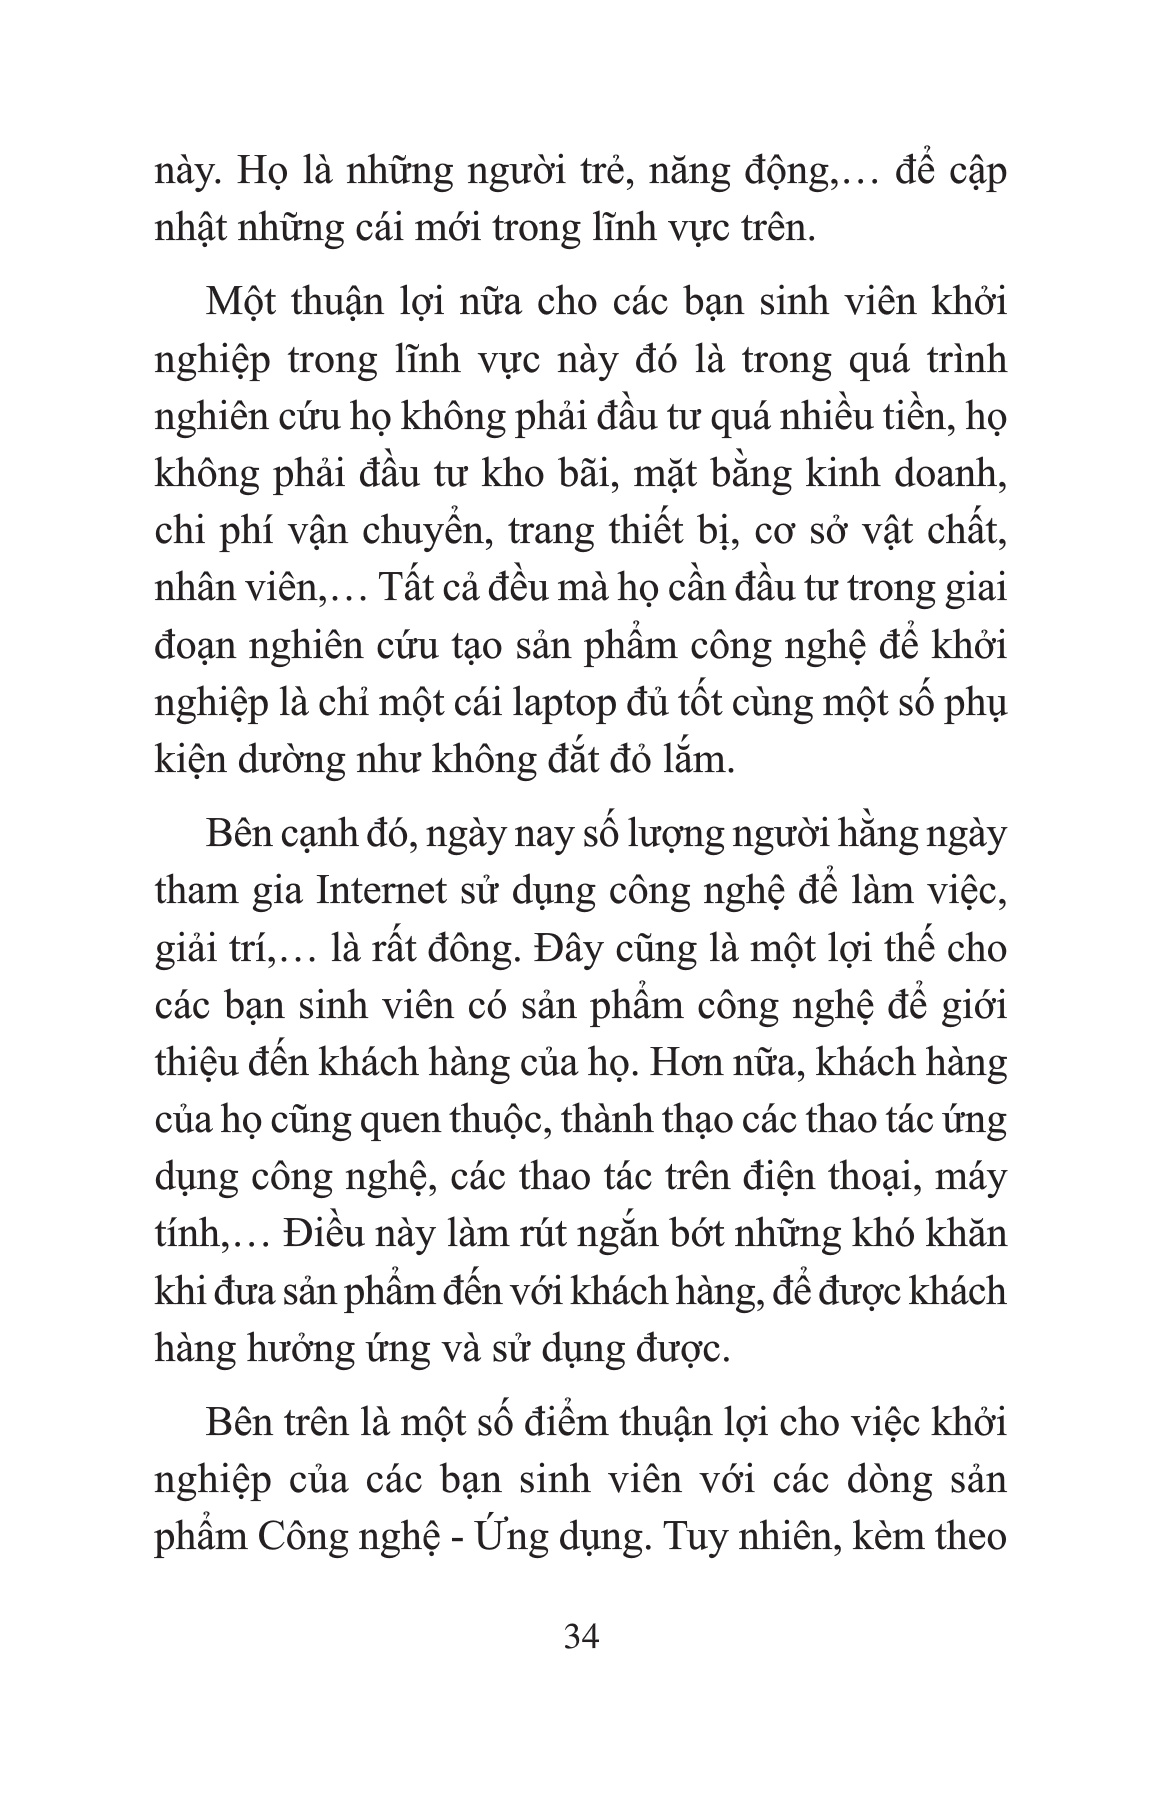 này. Họ là những người trẻ, năng động,… để cập
nhật những cái mới trong lĩnh vực trên.
Một thuận lợi nữa cho các bạn sinh viên khởi
nghiệp trong lĩnh vực này đó là trong quá trình
nghiên cứu họ không phải đầu tư quá nhiều tiền, họ
không phải đầu tư kho bãi, mặt bằng kinh doanh,
chi phí vận chuyển, trang thiết bị, cơ sở vật chất,
nhân viên,… Tất cả đều mà họ cần đầu tư trong giai
đoạn nghiên cứu tạo sản phẩm công nghệ để khởi
nghiệp là chỉ một cái laptop đủ tốt cùng một số phụ
kiện dường như không đắt đỏ lắm.
Bên cạnh đó, ngày nay số lượng người hằng ngày
tham gia Internet sử dụng công nghệ để làm việc,
giải trí,… là rất đông. Đây cũng là một lợi thế cho
các bạn sinh viên có sản phẩm công nghệ để giới
thiệu đến khách hàng của họ. Hơn nữa, khách hàng
của họ cũng quen thuộc, thành thạo các thao tác ứng
dụng công nghệ, các thao tác trên điện thoại, máy
tính,… Điều này làm rút ngắn bớt những khó khăn
khi đưa sản phẩm đến với khách hàng, để được khách
hàng hưởng ứng và sử dụng được.
Bên trên là một số điểm thuận lợi cho việc khởi
nghiệp của các bạn sinh viên với các dòng sản
phẩm Công nghệ - Ứng dụng. Tuy nhiên, kèm theo
34